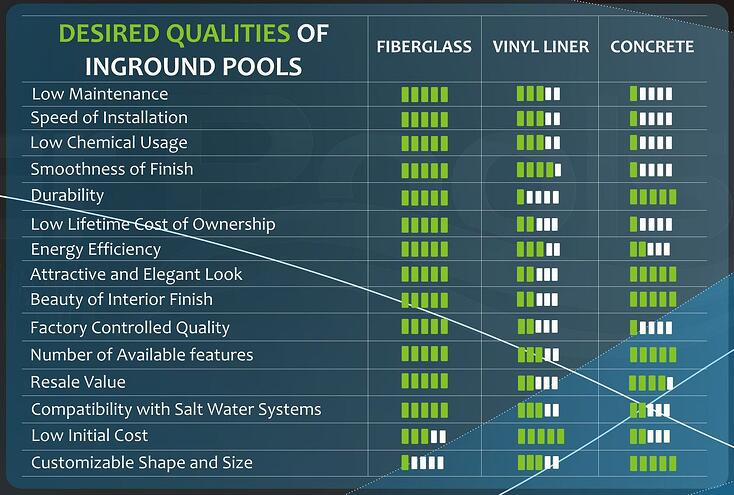 DESIRED QUALITIES OF
INGROUND POOLS
FIBERGLASS VINYL LINER CONCRETE
Low Maintenance
Speed of Installation
Low Chemical Usage
Smoothness of Finish
Durability
Low Lifetime Cost of Ownership
Energy Efficiency
Attractive and Elegant Look
Beauty of Interior Finish
Factory Controlled Quality
Number of Available features
Resale Value
Compatibility with Salt Water Systems
Low Initial Cost
Customizable Shape and Size